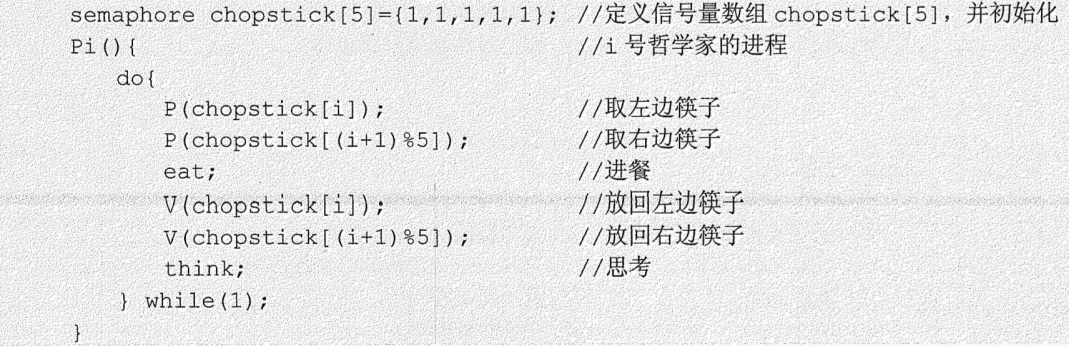 semaphore chopstick[5]={1,1,1,1,1}; //定义信号量数组 chopstick[5]，并初始化
Pi(){ //i 号哲学家的进程
do{
P(chopstick[i]); //取左边筷子
P(chopstick[(i+1)%5]); //取右边筷子
eat; //进餐
V(chopstick[i]); //放回左边筷子
V(chopstick[(i+1)%5]); //放回右边筷子
think; //思考
} while(1);
}